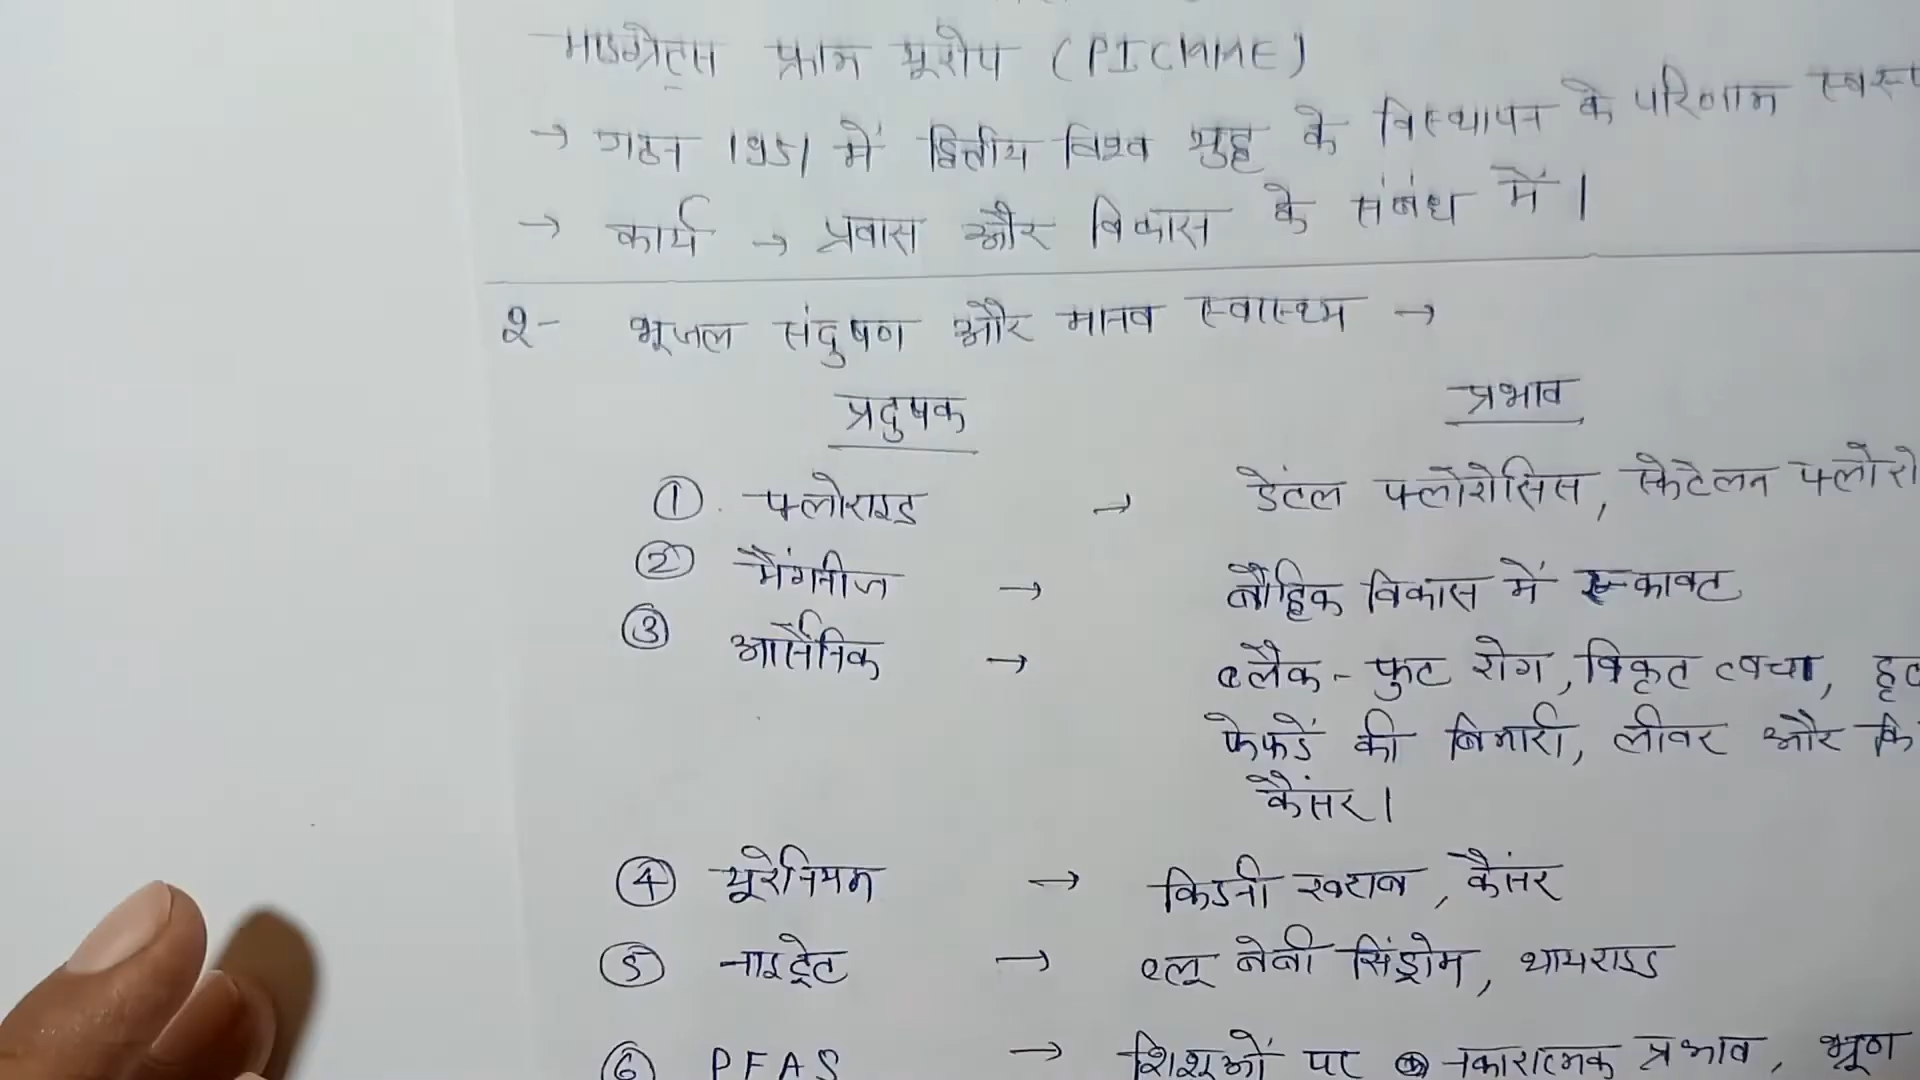 माइग्रेंट्स फ्राम यूरोप (PICMME)
→ गठन 1951 में द्वितीय विश्व युद्ध के विस्थापन के परिणाम
→ कार्य → प्रवास और विकास के संबंध में।
2- भूजल संदुषण और मानव स्वास्थ्य →
प्रदुषक प्रभाव
① फ्लोराइड → डेंटल फ्लोरोसिस, स्केटेलन
② मैंगनीज → बौद्धिक विकास में रुकावट
③ आर्सेनिक → ब्लैक-फुट रोग, विकृत त्वचा,
फेफडें की बिमारी, लीवर और
कैंसर।
④ यूरेनियम → किडनी खराब, कैंसर
⑤ नाइट्रेट → ब्लू बेबी सिंड्रोम, थायराइड
⑥ PFAS → शिशूओं पर नकारात्मक प्रभाव, भ्रूण